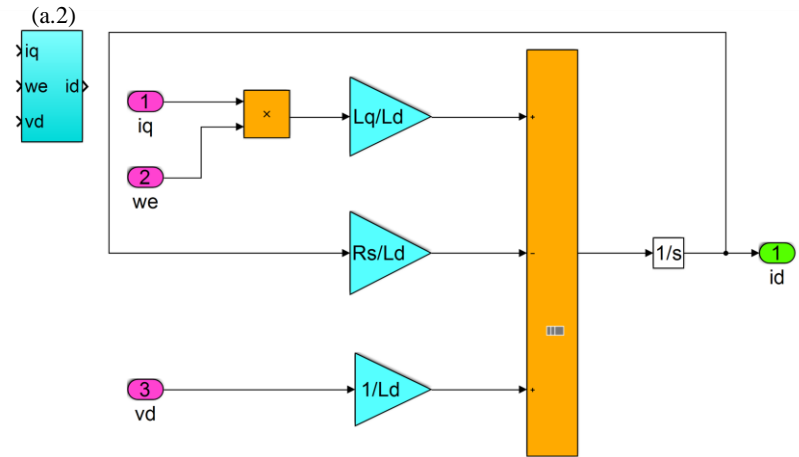 (a.2)
iq
we
id
vd
1
iq
×
Lq/Ld
+
2
we
Rs/Ld
-
1/s
1
id
3
vd
1/Ld
+